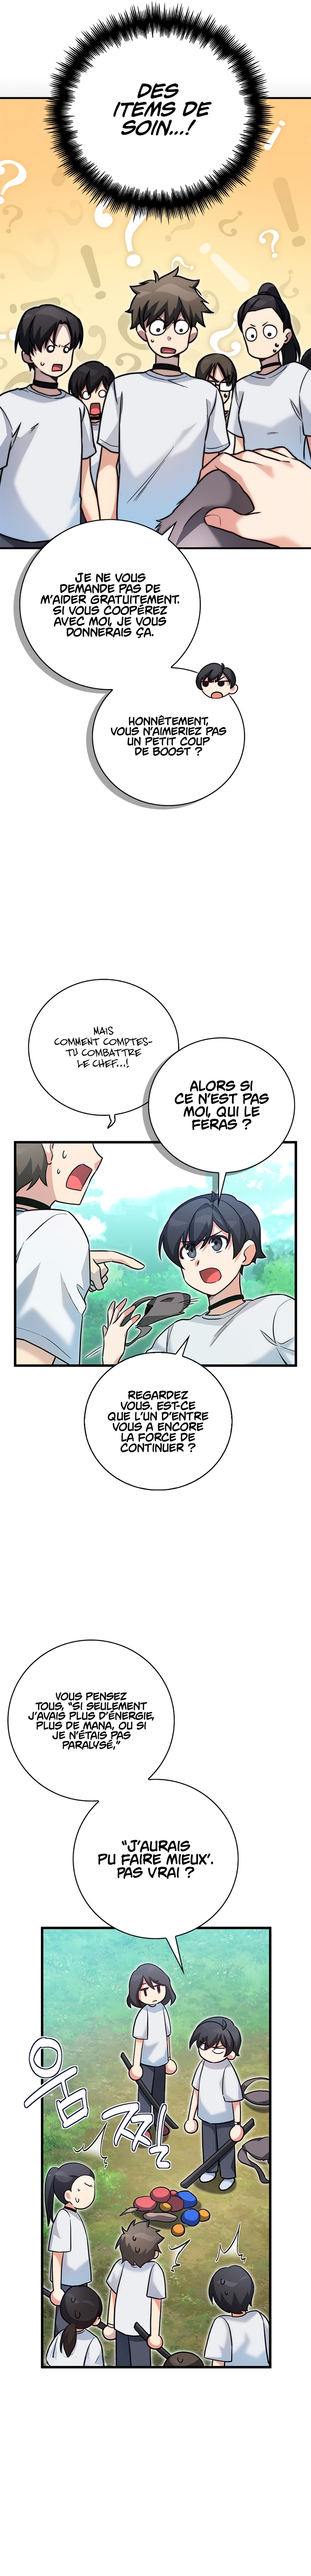 DES
ITEMS DE
SOIN...!
JE NE VOUS
DEMANDE PAS DE
M'AIDER GRATUITEMENT.
SI VOUS COOPÉREZ
AVEC MOI, JE VOUS
DONNERAIS ÇA.
HONNÊTEMENT,
VOUS N'AIMERIEZ PAS
UN PETIT COUP
DE BOOST ?
MAIS
COMMENT COMPTES-
TU COMBATTRE
LE CHEF...!
ALORS SI
CE N'EST PAS
MOI, QUI LE
FERAS ?
REGARDEZ
VOUS. EST-CE
QUE L'UN D'ENTRE
VOUS A ENCORE
LA FORCE DE
CONTINUER ?
VOUS PENSEZ
TOUS, "SI SEULEMENT
J'AVAIS PLUS D'ÉNERGIE,
PLUS DE MANA, OU SI
JE N'ÉTAIS PAS
PARALYSÉ,"
"J'AURAIS
PU FAIRE MIEUX'.
PAS VRAI ?
움찔